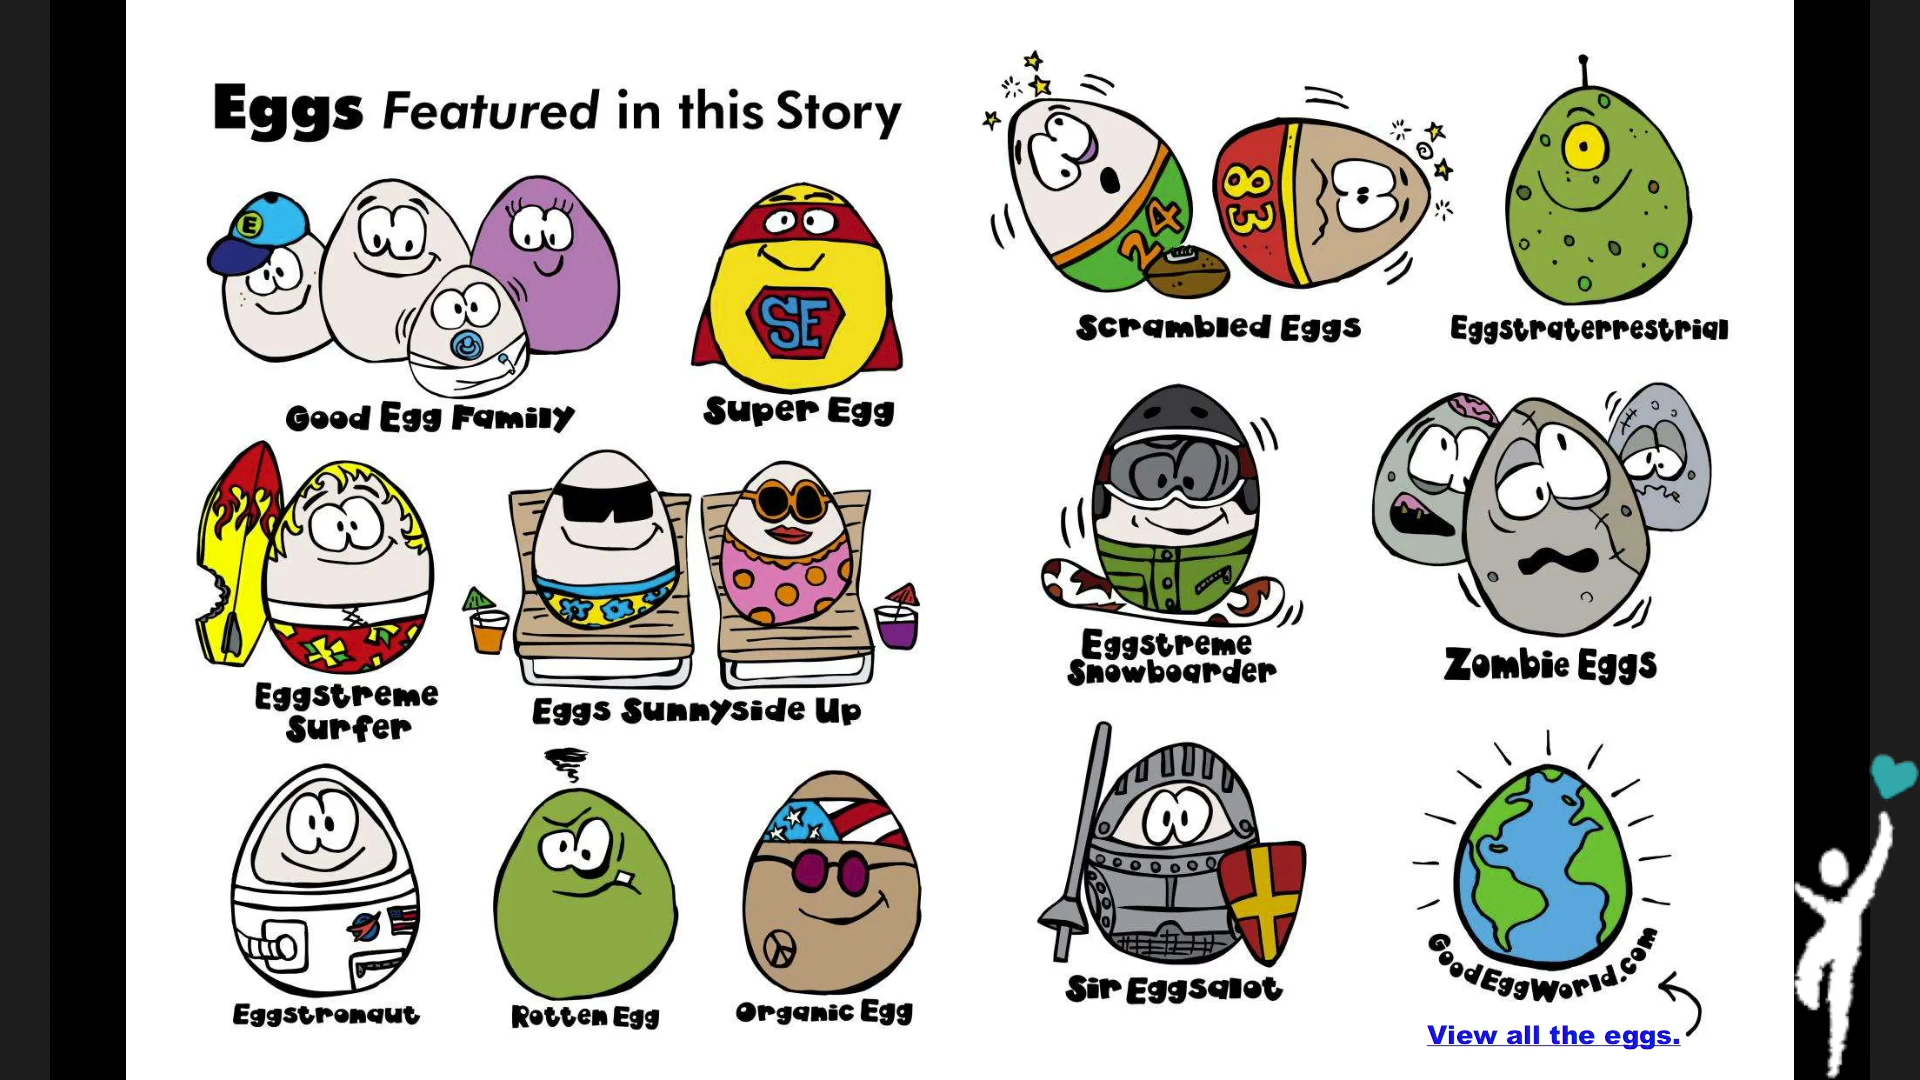 Eggs Featured in this Story
E
Good Egg Family
SE
Super Egg
24
38
Scrambled Eggs
Eggstraterrestrial
Eggstreme
Surfer
Eggs Sunnyside Up
Eggstreme
Snowboarder
Zombie Eggs
Eggstronaut
Rotten Egg
Organic Egg
Sir Eggsalot
GoodEggWorld.com
View all the eggs.